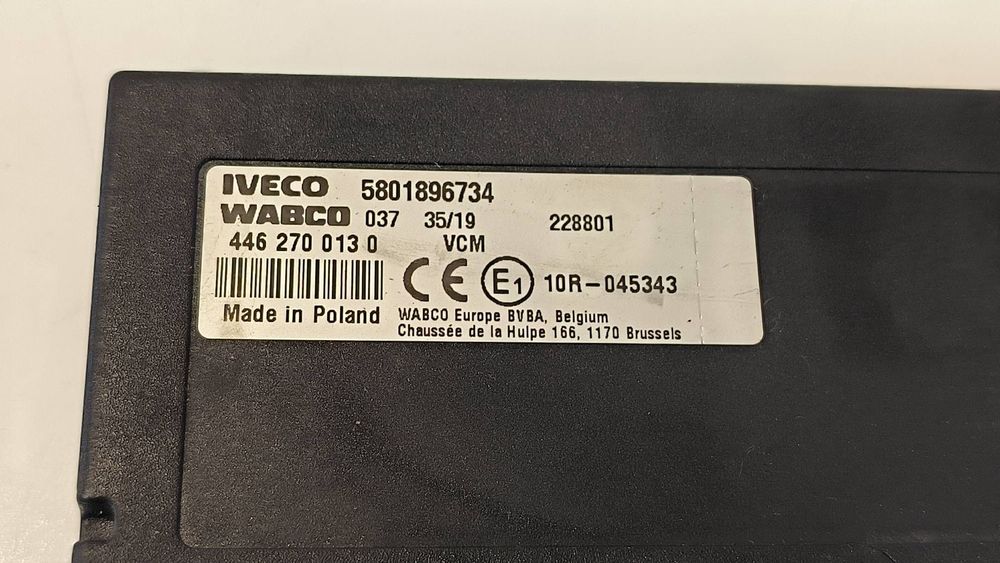 IVECO 5801896734
WABCO 037 35/19 228801
446 270 013 0 VCM
CE E1 10R-045343
Made in Poland
WABCO Europe BVBA, Belgium
Chaussée de la Hulpe 166, 1170 Brussels